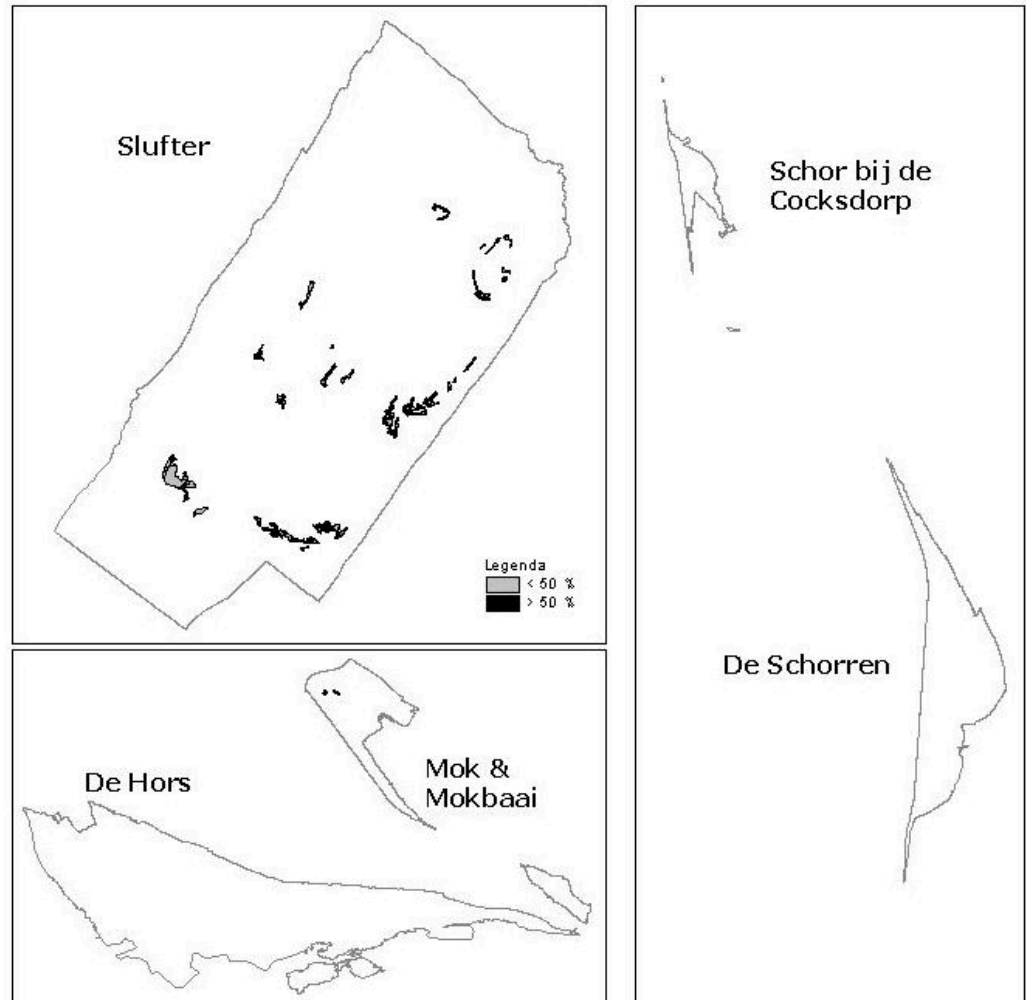 Slufter
Legenda
< 50 %
> 50 %
De Hors
Mok &
Mokbaai
Schor bij de
Cocksdorp
De Schorren